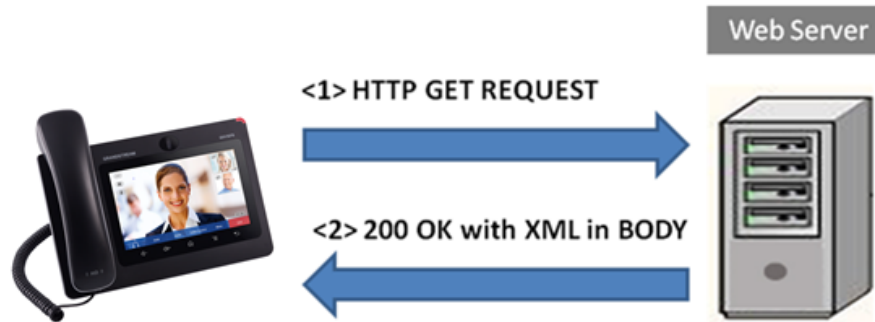 Web Server
<1> HTTP GET REQUEST
<2> 200 OK with XML in BODY